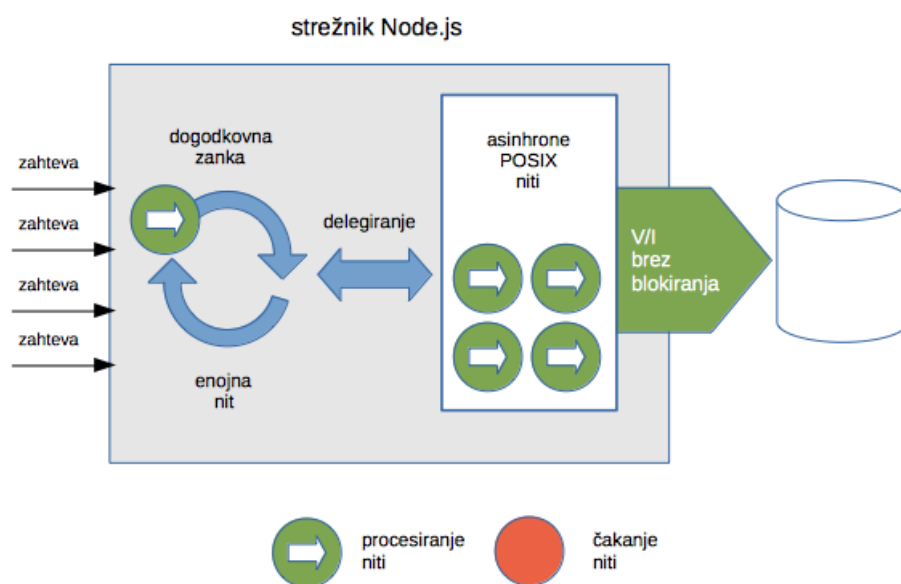 strežnik Node.js
dogodkovna
zanka
zahteva
zahteva
zahteva
zahteva
enojna
nit
delegiranje
asinhrone
POSIX
niti
V/I
brez
blokiranja
procesiranje
niti
čakanje
niti